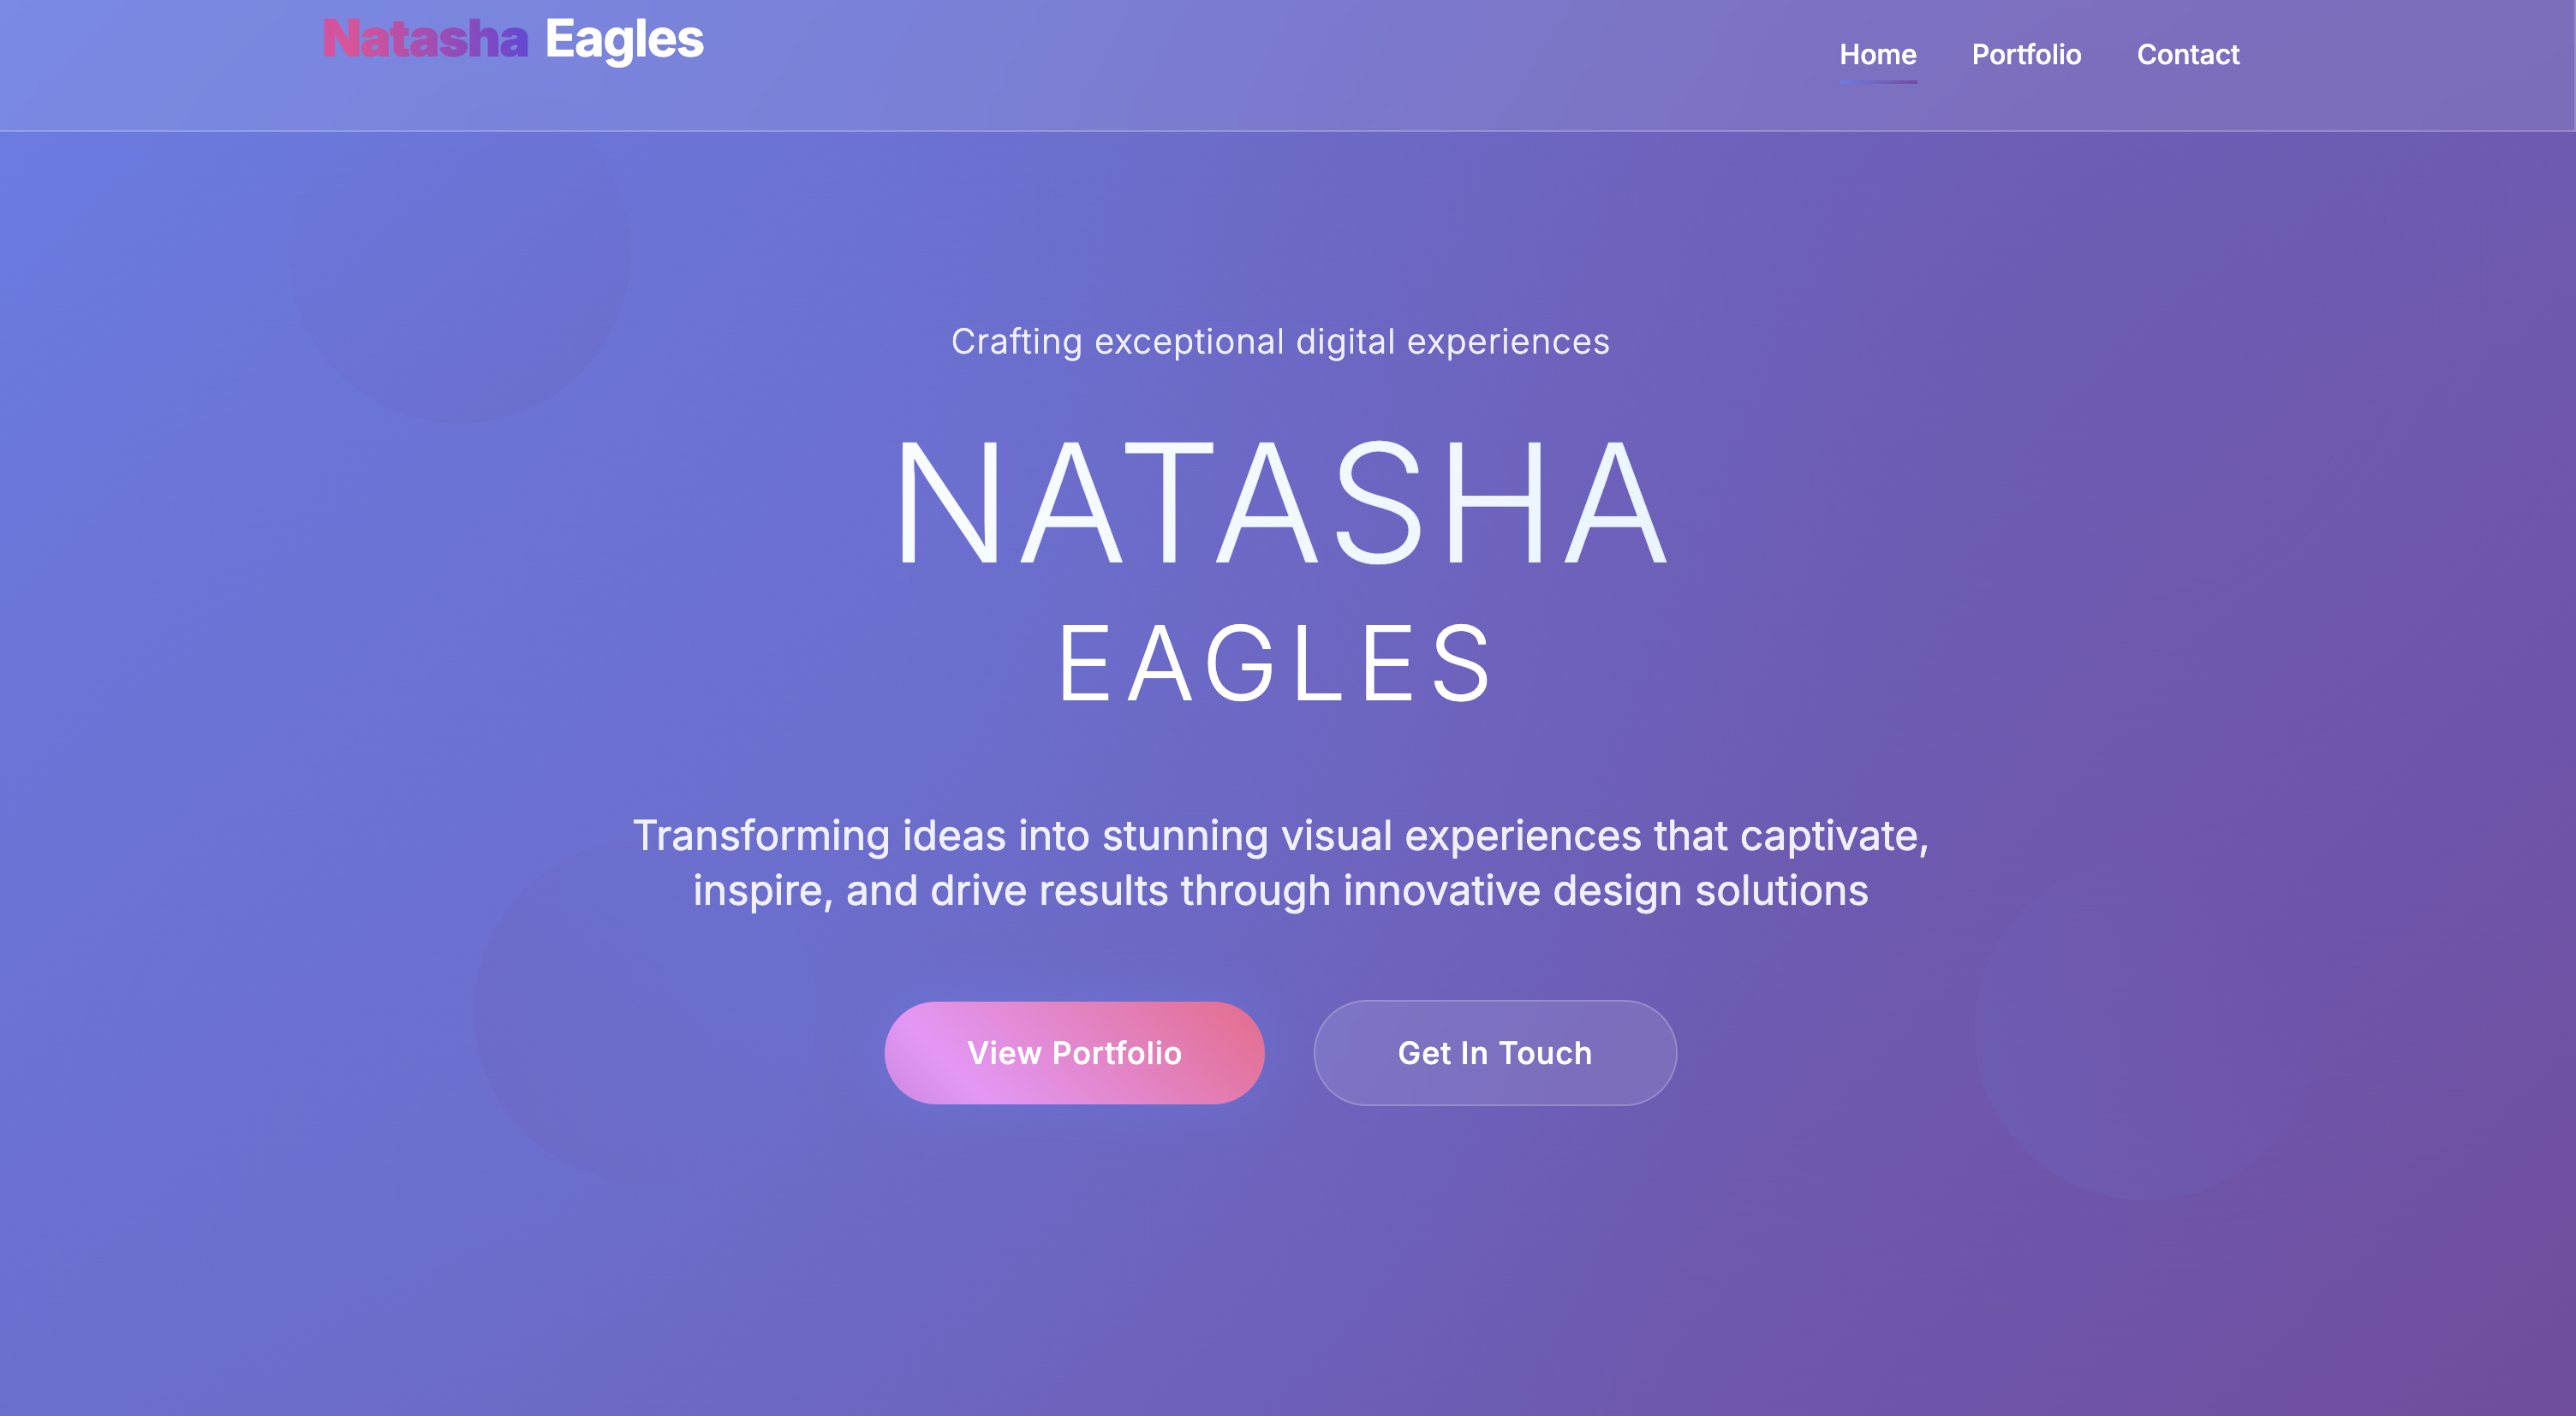 Natasha Eagles
Home Portfolio Contact
Crafting exceptional digital experiences
NATASHA
EAGLES
Transforming ideas into stunning visual experiences that captivate,
inspire, and drive results through innovative design solutions
View Portfolio Get In Touch